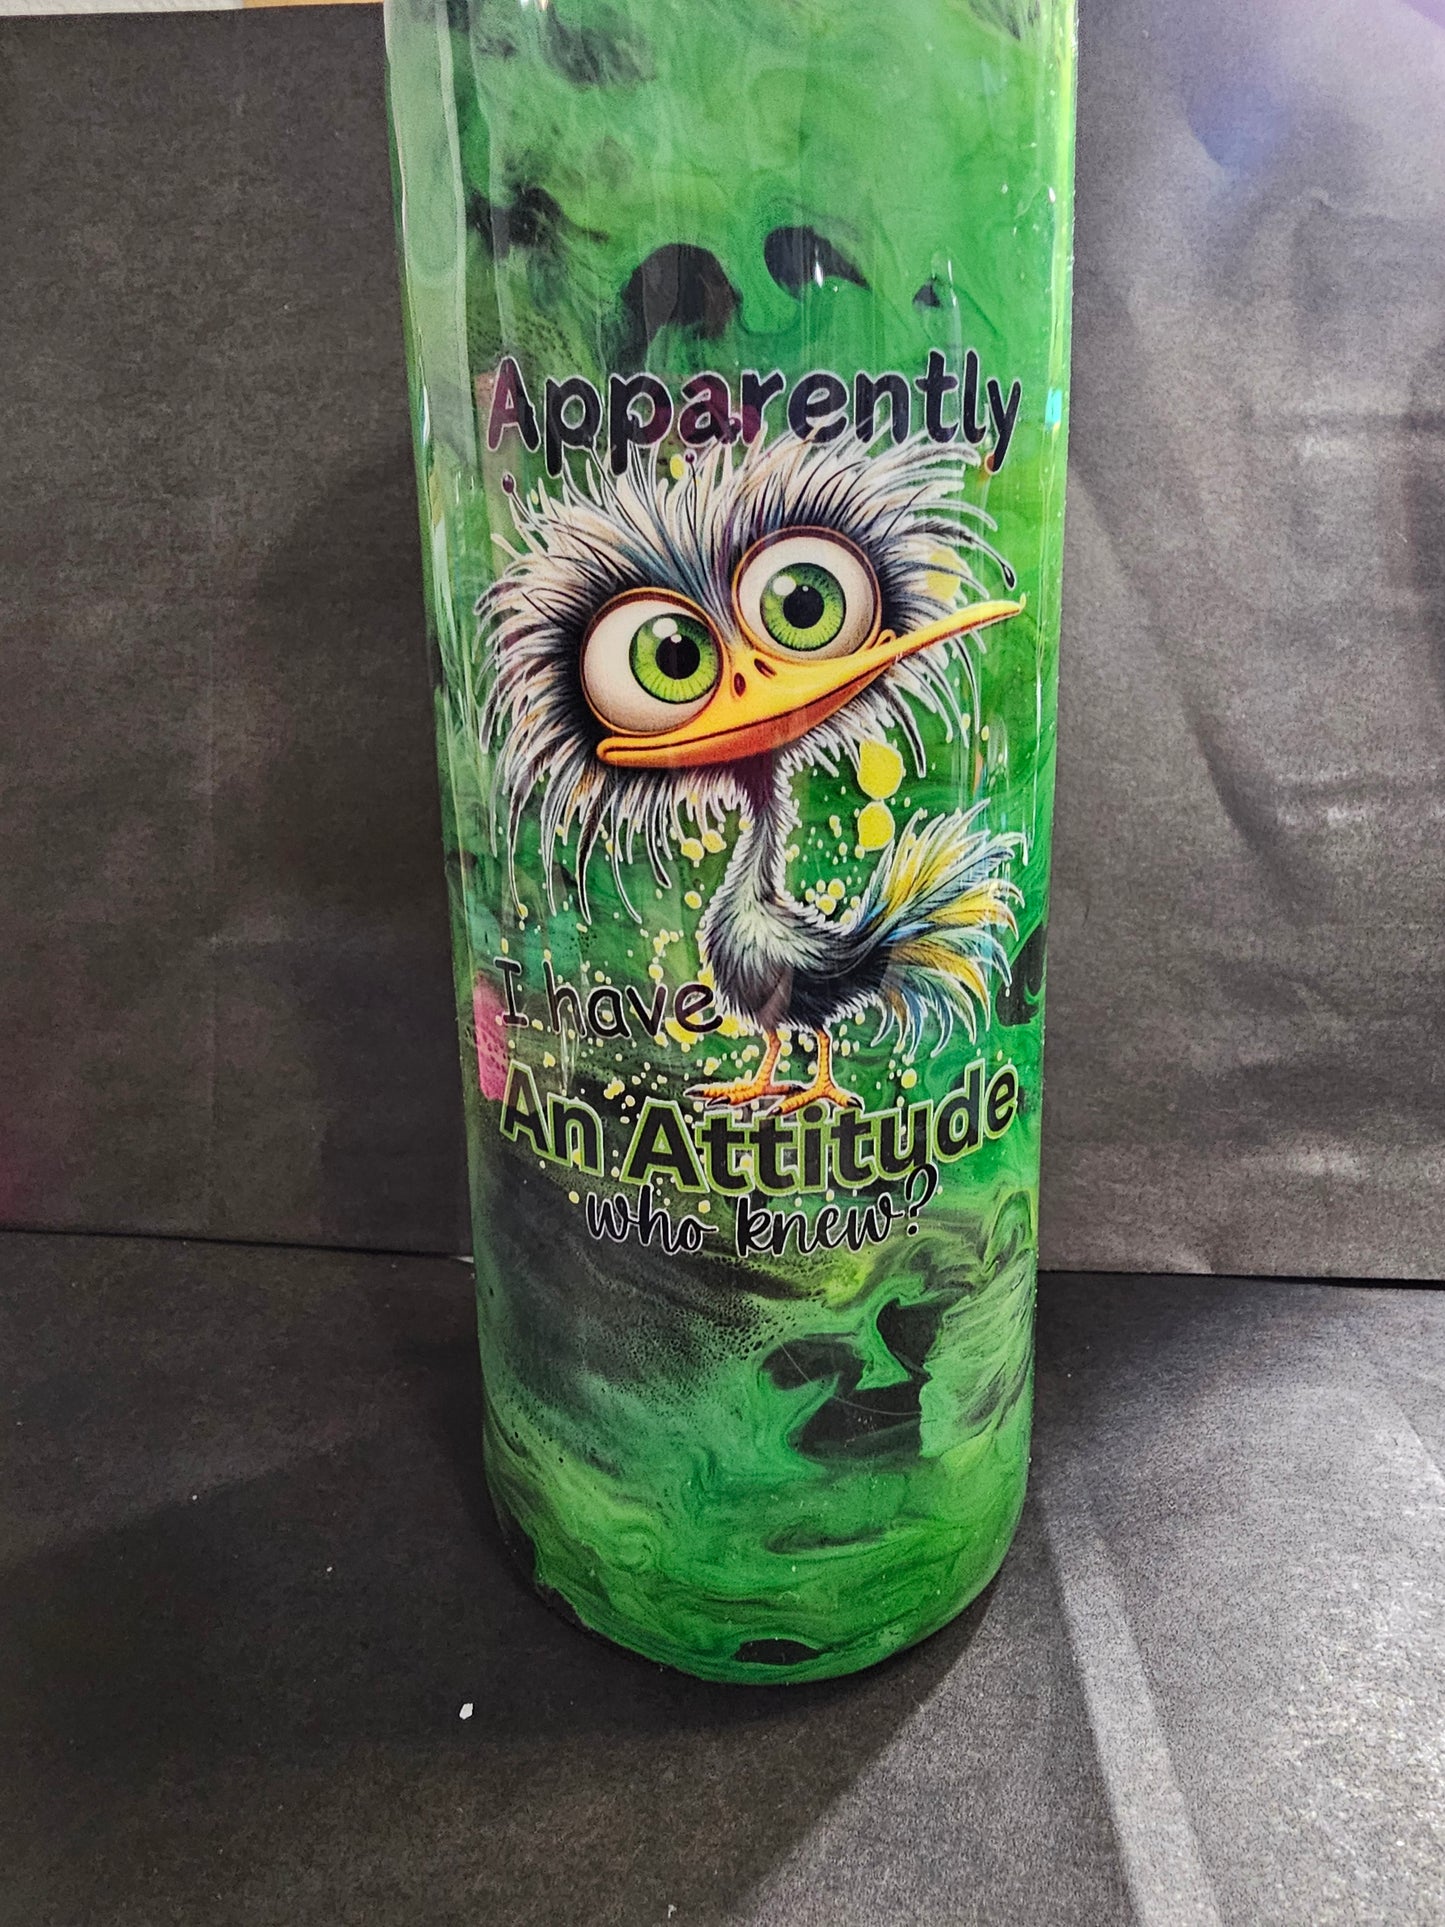 Apparently
I have
An Attitude
who knew?